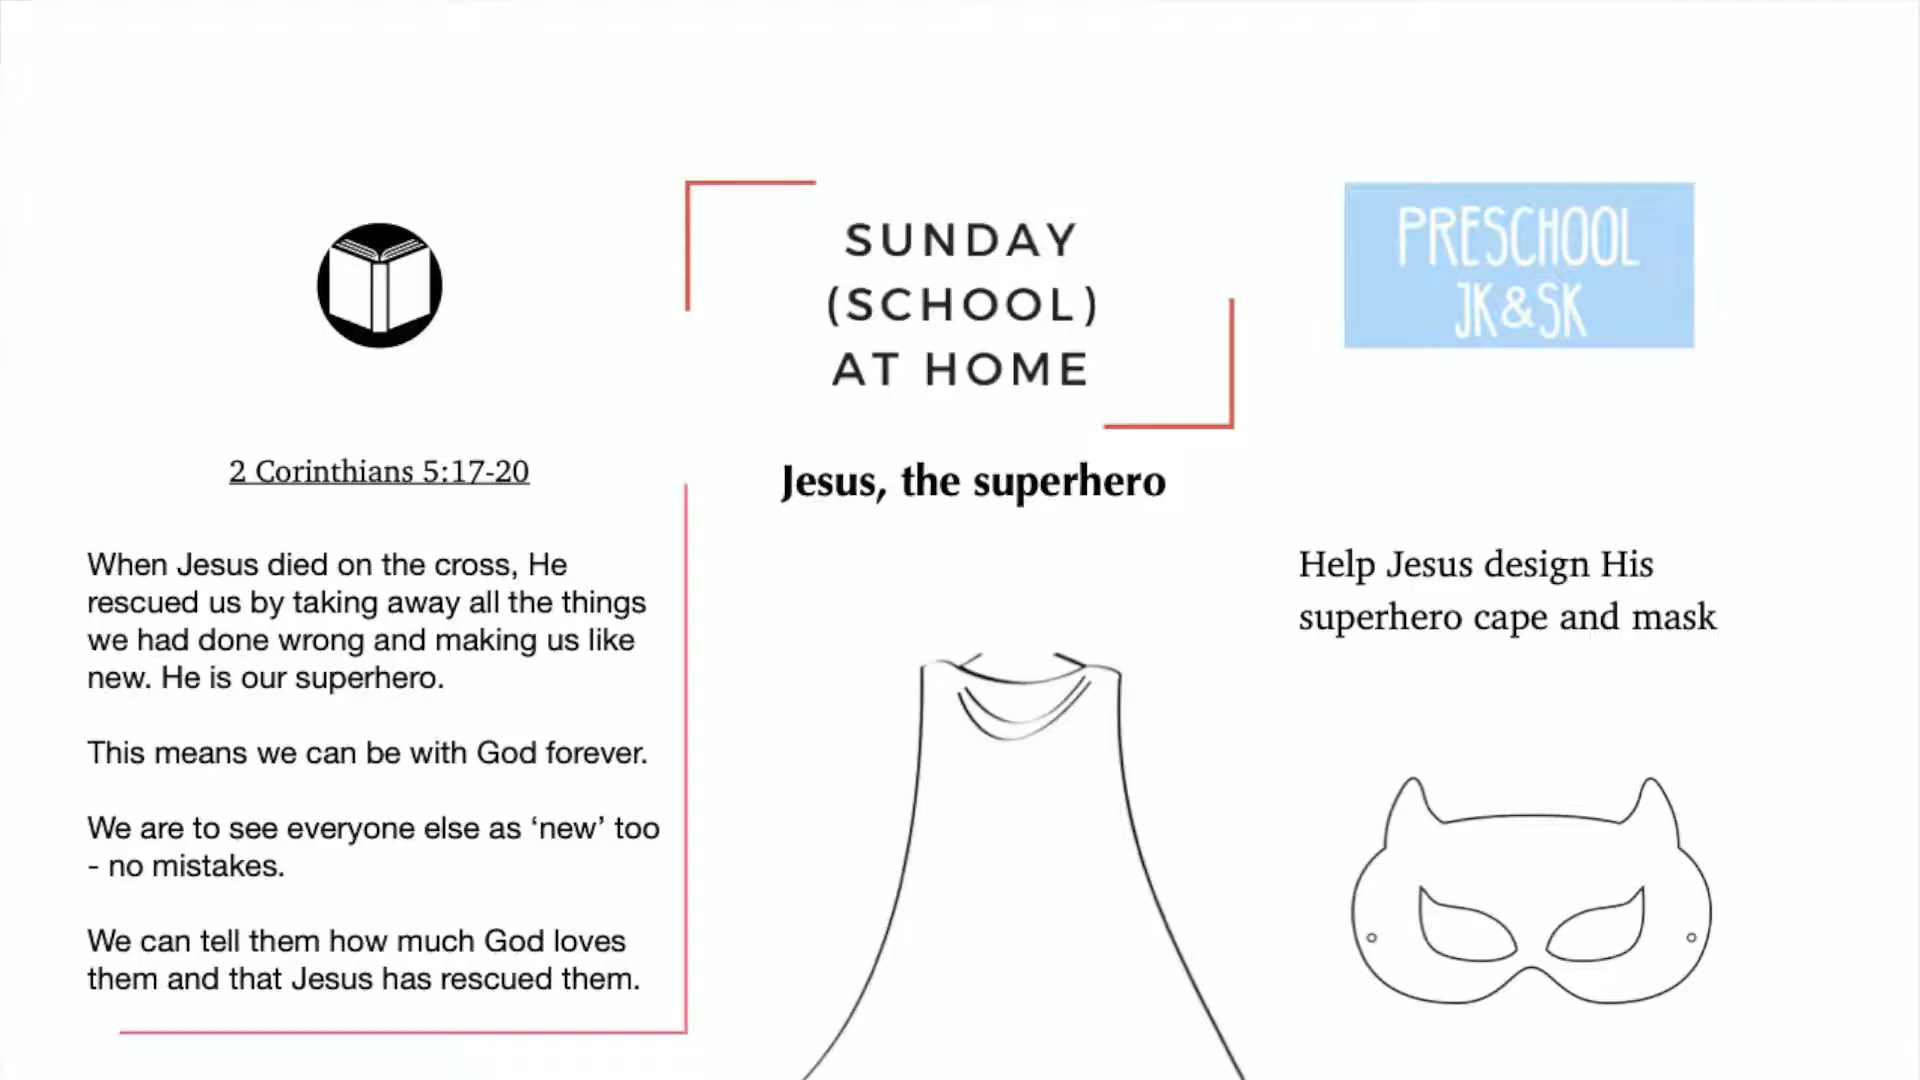 SUNDAY
(SCHOOL)
AT HOME
PRESCHOOL
JK&SK
2 Corinthians 5:17-20
When Jesus died on the cross, He
rescued us by taking away all the things
we had done wrong and making us like
new. He is our superhero.
This means we can be with God forever.
We are to see everyone else as ‘new’ too
- no mistakes.
We can tell them how much God loves
them and that Jesus has rescued them.
Jesus, the superhero
Help Jesus design His
superhero cape and mask